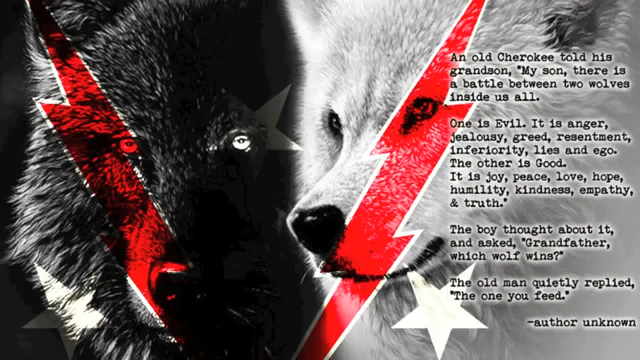 An old Cherokee told his
grandson, "My son, there is
a battle between two wolves
inside us all.
One is Evil. It is anger,
jealousy, greed, resentment,
inferiority, lies and ego.
The other is Good.
It is joy, peace, love, hope,
humility, kindness, empathy,
& truth."
The boy thought about it,
and asked, "Grandfather,
which wolf wins?"
The old man quietly replied,
"The one you feed."
-author unknown